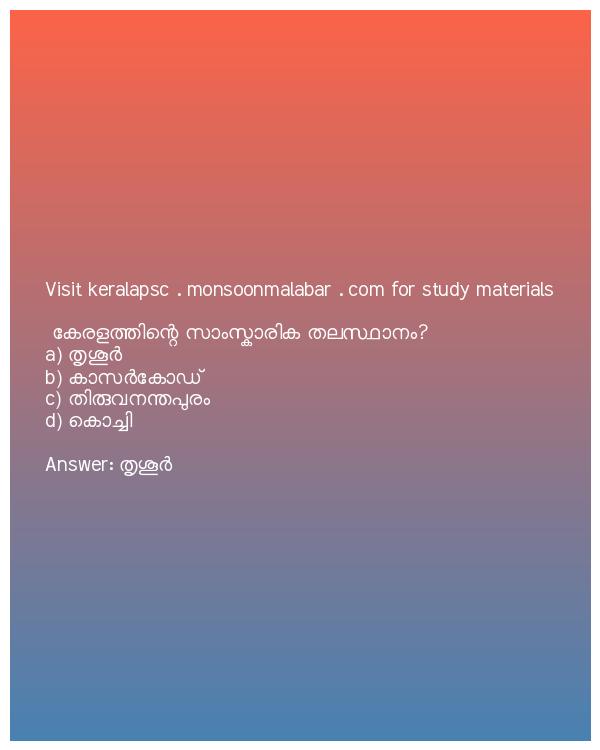 Visit keralapsc . monsoonmalabar . com for study materials
കേരളത്തിന്റെ സാംസ്കാരിക തലസ്ഥാനം?
a) തൃശൂർ
b) കാസർകോഡ്
c) തിരുവനന്തപുരം
d) കൊച്ചി
Answer: തൃശൂർ